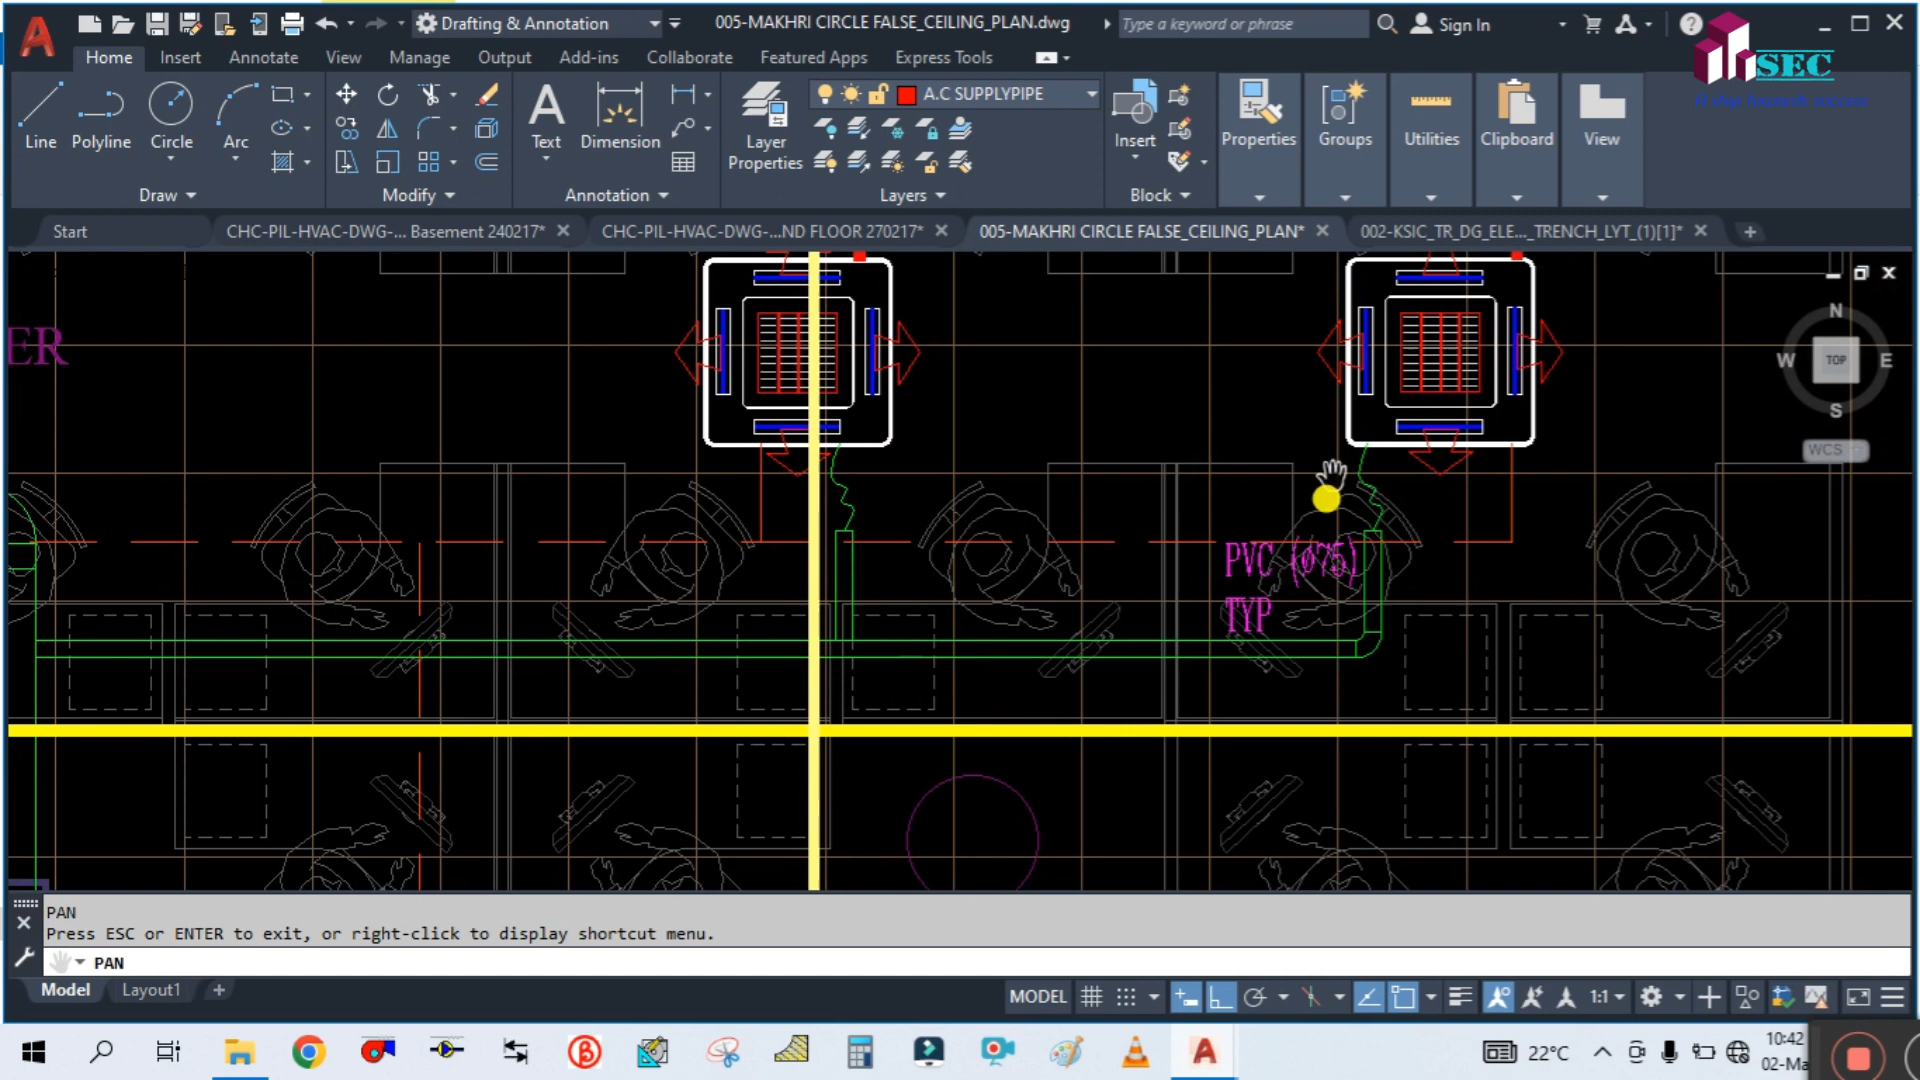 Drafting & Annotation
005-MAKHRI CIRCLE FALSE_CEILING_PLAN.dwg
Type a keyword or phrase
Sign In
SEC
A step towards success
Home
Insert
Annotate
View
Manage
Output
Add-ins
Collaborate
Featured Apps
Express Tools
A.C SUPPLYPIPE
Line
Polyline
Circle
Arc
Text
Dimension
Layer Properties
Insert
Properties
Groups
Utilities
Clipboard
View
Draw
Modify
Annotation
Layers
Block
Start
CHC-PIL-HVAC-DWG-... Basement 240217*
CHC-PIL-HVAC-DWG-...ND FLOOR 270217*
005-MAKHRI CIRCLE FALSE_CEILING_PLAN*
002-KSIC_TR_DG_ELE..._TRENCH_LYT_(1)[1]*
ER
N
W
TOP
E
S
WCS
PVC (ø75)
TYP
PAN
Press ESC or ENTER to exit, or right-click to display shortcut menu.
PAN
Model
Layout1
MODEL
1:1
22°C
10:42
02-Ma